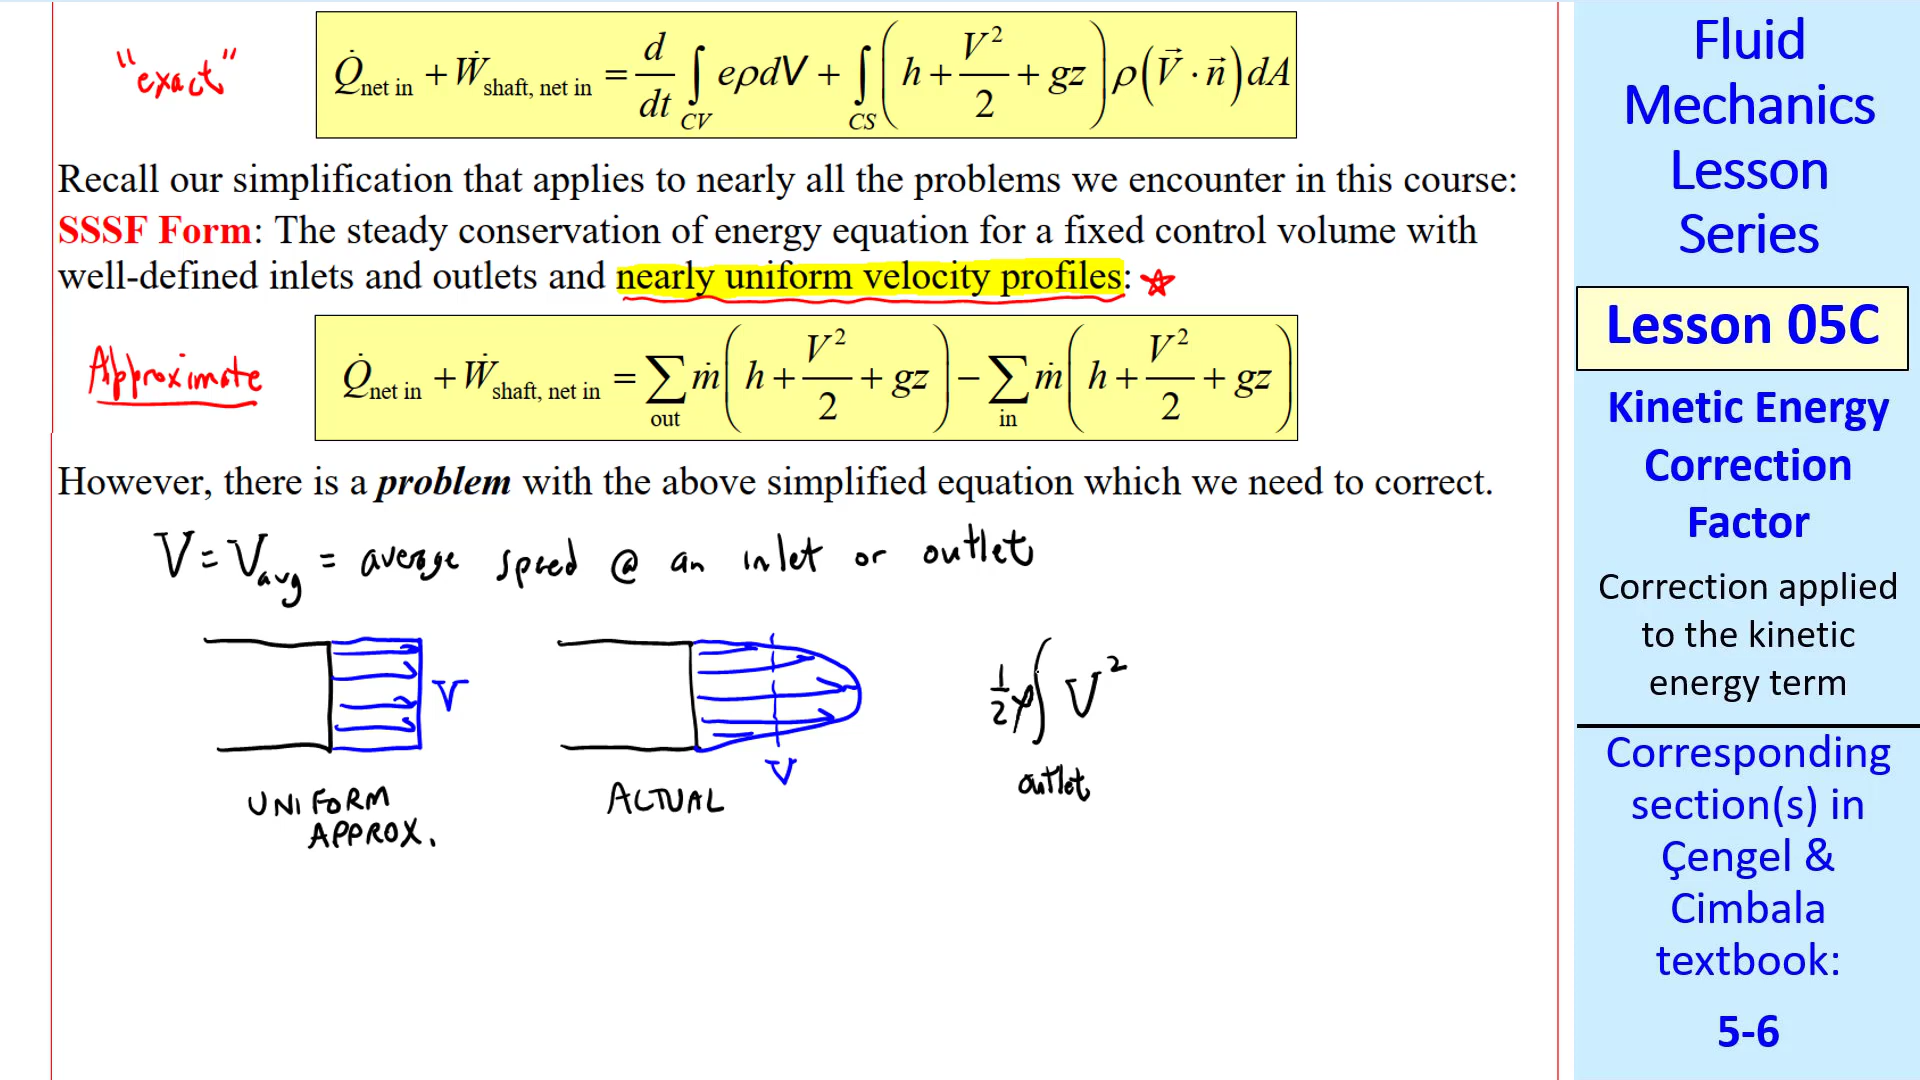 "exact"
Q̇net in + Ẇshaft, net in = d/dt ∫CV eρdV + ∫CS (h + V²/2 + gz) ρ(V⃗ · n⃗) dA
Recall our simplification that applies to nearly all the problems we encounter in this course:
SSSF Form: The steady conservation of energy equation for a fixed control volume with
well-defined inlets and outlets and nearly uniform velocity profiles:
Approximate
Q̇net in + Ẇshaft, net in = ∑out ṁ(h + V²/2 + gz) − ∑in ṁ(h + V²/2 + gz)
However, there is a problem with the above simplified equation which we need to correct.
V = Vavg = average speed @ an inlet or outlet
V
V
1/2 ρ∫ V²
outlet
UNIFORM
APPROX.
ACTUAL
Fluid
Mechanics
Lesson
Series
Lesson 05C
Kinetic Energy
Correction
Factor
Correction applied
to the kinetic
energy term
Corresponding
section(s) in
Çengel &
Cimbala
textbook:
5-6